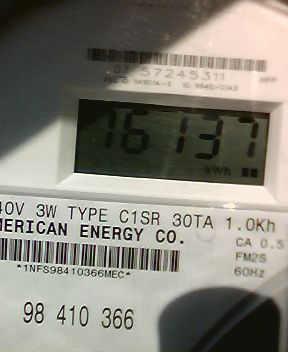 07 57245311
16137
kWh
40V 3W TYPE C1SR 30TA 1.0Kh
MERICAN ENERGY CO.
CA 0.5
FM2S
*1NFS98410366MEC*
60Hz
98 410 366